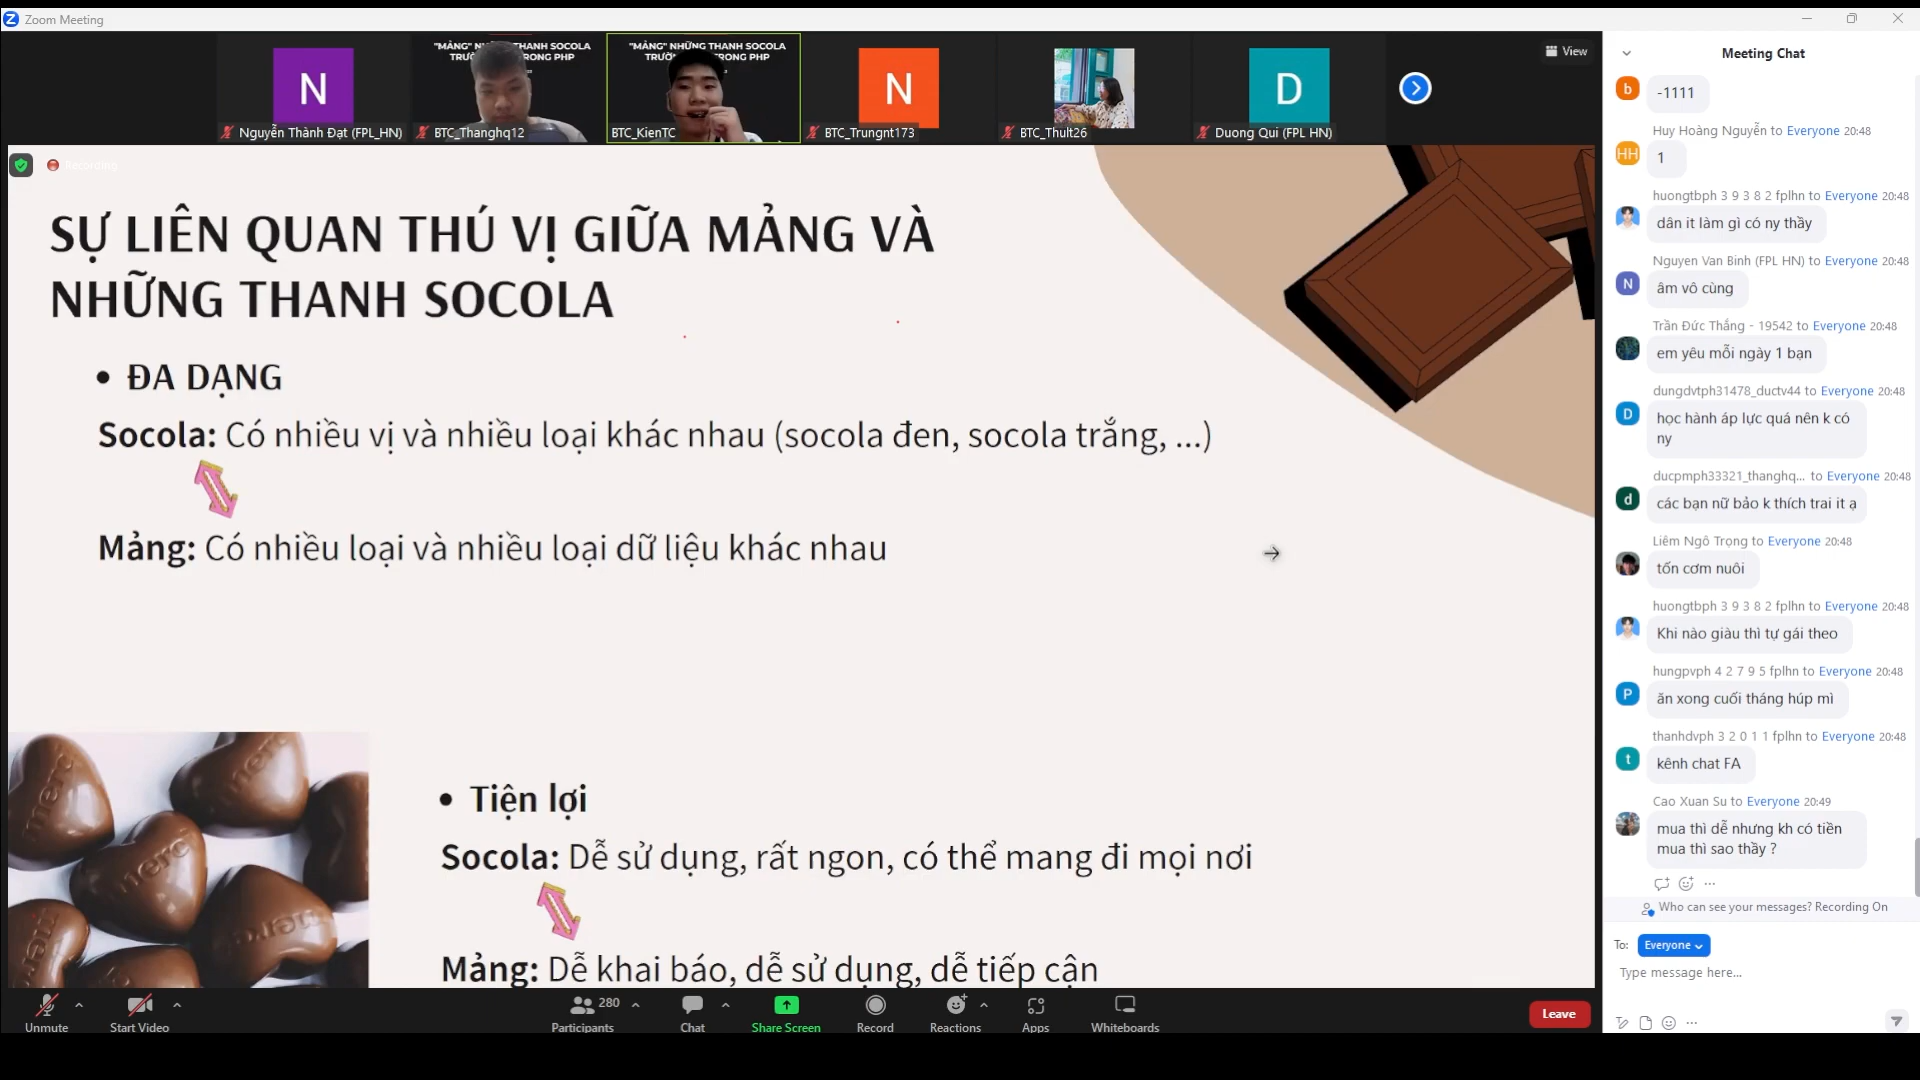 Zoom Meeting
"MẢNG" NHỮNG THANH SOCOLA
View
N
N
D
Nguyễn Thành Đạt (FPL_HN)
BTC_Thanghq12
BTC_KienTC
BTC_Trungnt173
BTC_Thult26
Duong Qui (FPL HN)
Recording
SỰ LIÊN QUAN THÚ VỊ GIỮA MẢNG VÀ
NHỮNG THANH SOCOLA
• ĐA DẠNG
Socola: Có nhiều vị và nhiều loại khác nhau (socola đen, socola trắng, ...)
Mảng: Có nhiều loại và nhiều loại dữ liệu khác nhau
merci
• Tiện lợi
Socola: Dễ sử dụng, rất ngon, có thể mang đi mọi nơi
Mảng: Dễ khai báo, dễ sử dụng, dễ tiếp cận
Unmute
Start Video
280
Participants
Chat
Share Screen
Record
Reactions
Apps
Whiteboards
Leave
Meeting Chat
b
-1111
Huy Hoàng Nguyễn to Everyone 20:48
HH
1
huongtbph 3 9 3 8 2 fplhn to Everyone 20:48
dân it làm gì có ny thầy
Nguyen Van Binh (FPL HN) to Everyone 20:48
N
âm vô cùng
Trần Đức Thắng - 19542 to Everyone 20:48
em yêu mỗi ngày 1 bạn
dungdvtph31478_ductv44 to Everyone 20:48
D
học hành áp lực quá nên k có
ny
ducpmph33321_thanghq... to Everyone 20:48
d
các bạn nữ bảo k thích trai it ạ
Liêm Ngô Trọng to Everyone 20:48
tốn cơm nuôi
huongtbph 3 9 3 8 2 fplhn to Everyone 20:48
Khi nào giàu thì tự gái theo
hungpvph 4 2 7 9 5 fplhn to Everyone 20:48
P
ăn xong cuối tháng húp mì
thanhdvph 3 2 0 1 1 fplhn to Everyone 20:48
t
kênh chat FA
Cao Xuan Su to Everyone 20:49
mua thì dễ nhưng kh có tiền
mua thì sao thầy ?
Who can see your messages? Recording On
To: Everyone
Type message here...